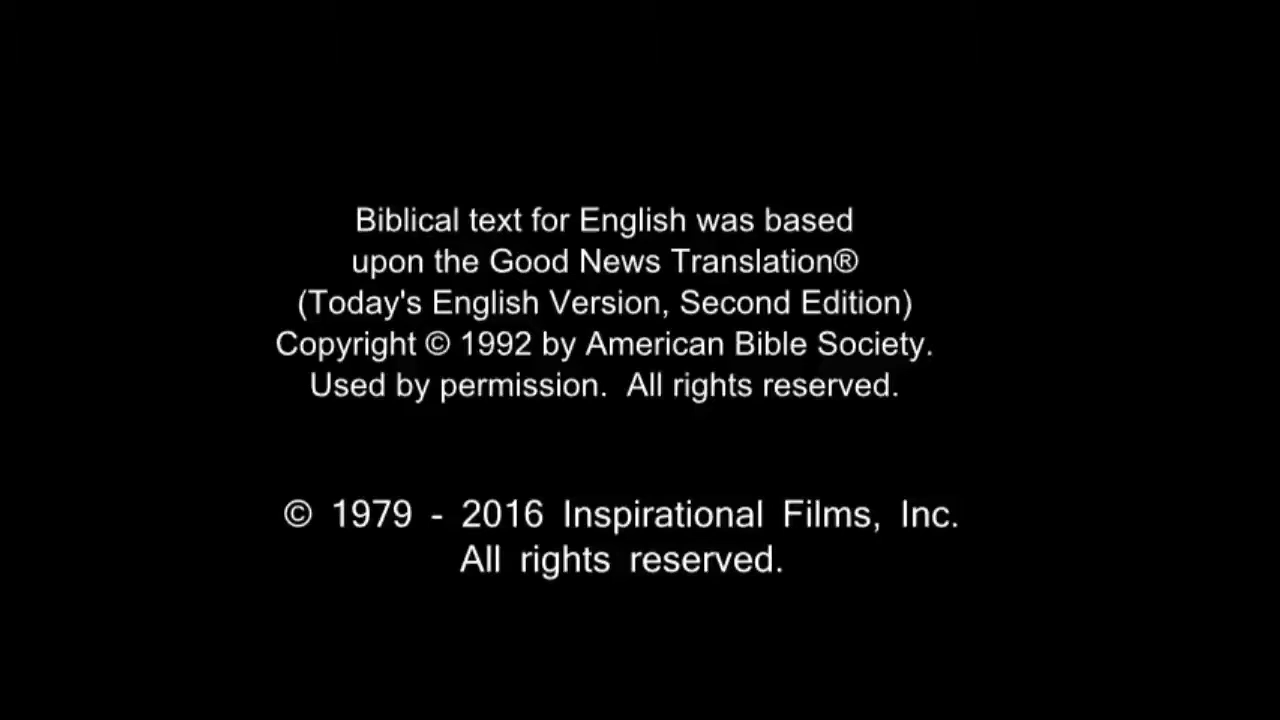 Biblical text for English was based
upon the Good News Translation®
(Today's English Version, Second Edition)
Copyright © 1992 by American Bible Society.
Used by permission.  All rights reserved.
© 1979 - 2016 Inspirational Films, Inc.
All rights reserved.